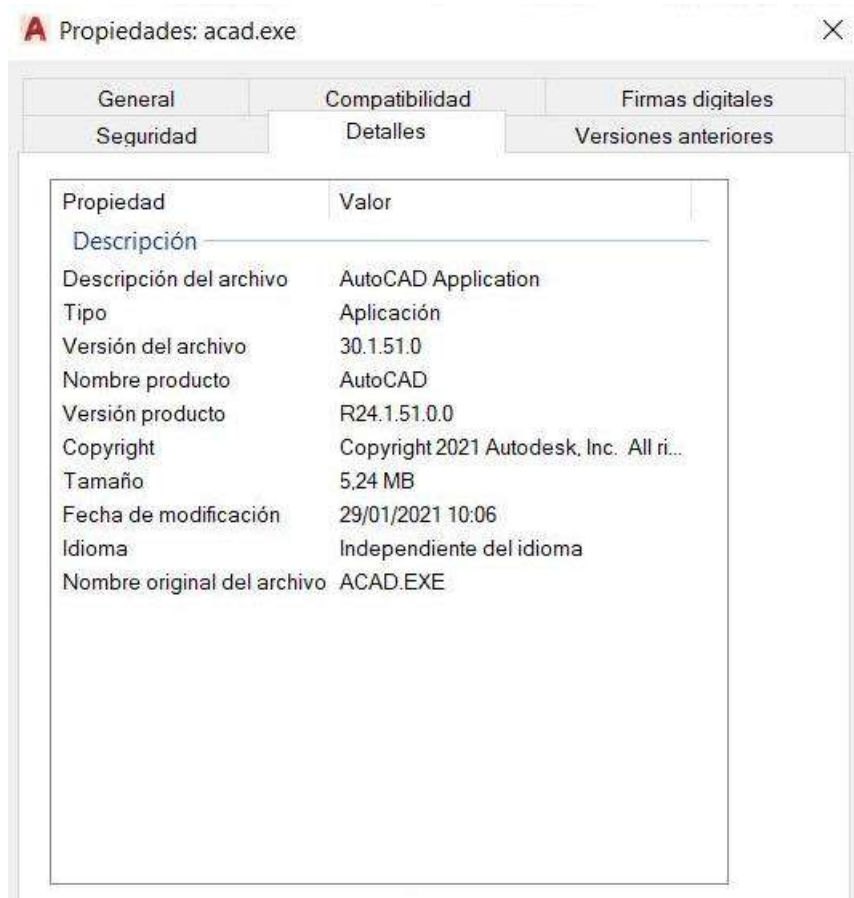 Propiedades: acad.exe
General Compatibilidad Firmas digitales
Seguridad Detalles Versiones anteriores
Propiedad Valor
Descripción
Descripción del archivo AutoCAD Application
Tipo Aplicación
Versión del archivo 30.1.51.0
Nombre producto AutoCAD
Versión producto R24.1.51.0.0
Copyright Copyright 2021 Autodesk, Inc. All ri...
Tamaño 5,24 MB
Fecha de modificación 29/01/2021 10:06
Idioma Independiente del idioma
Nombre original del archivo ACAD.EXE